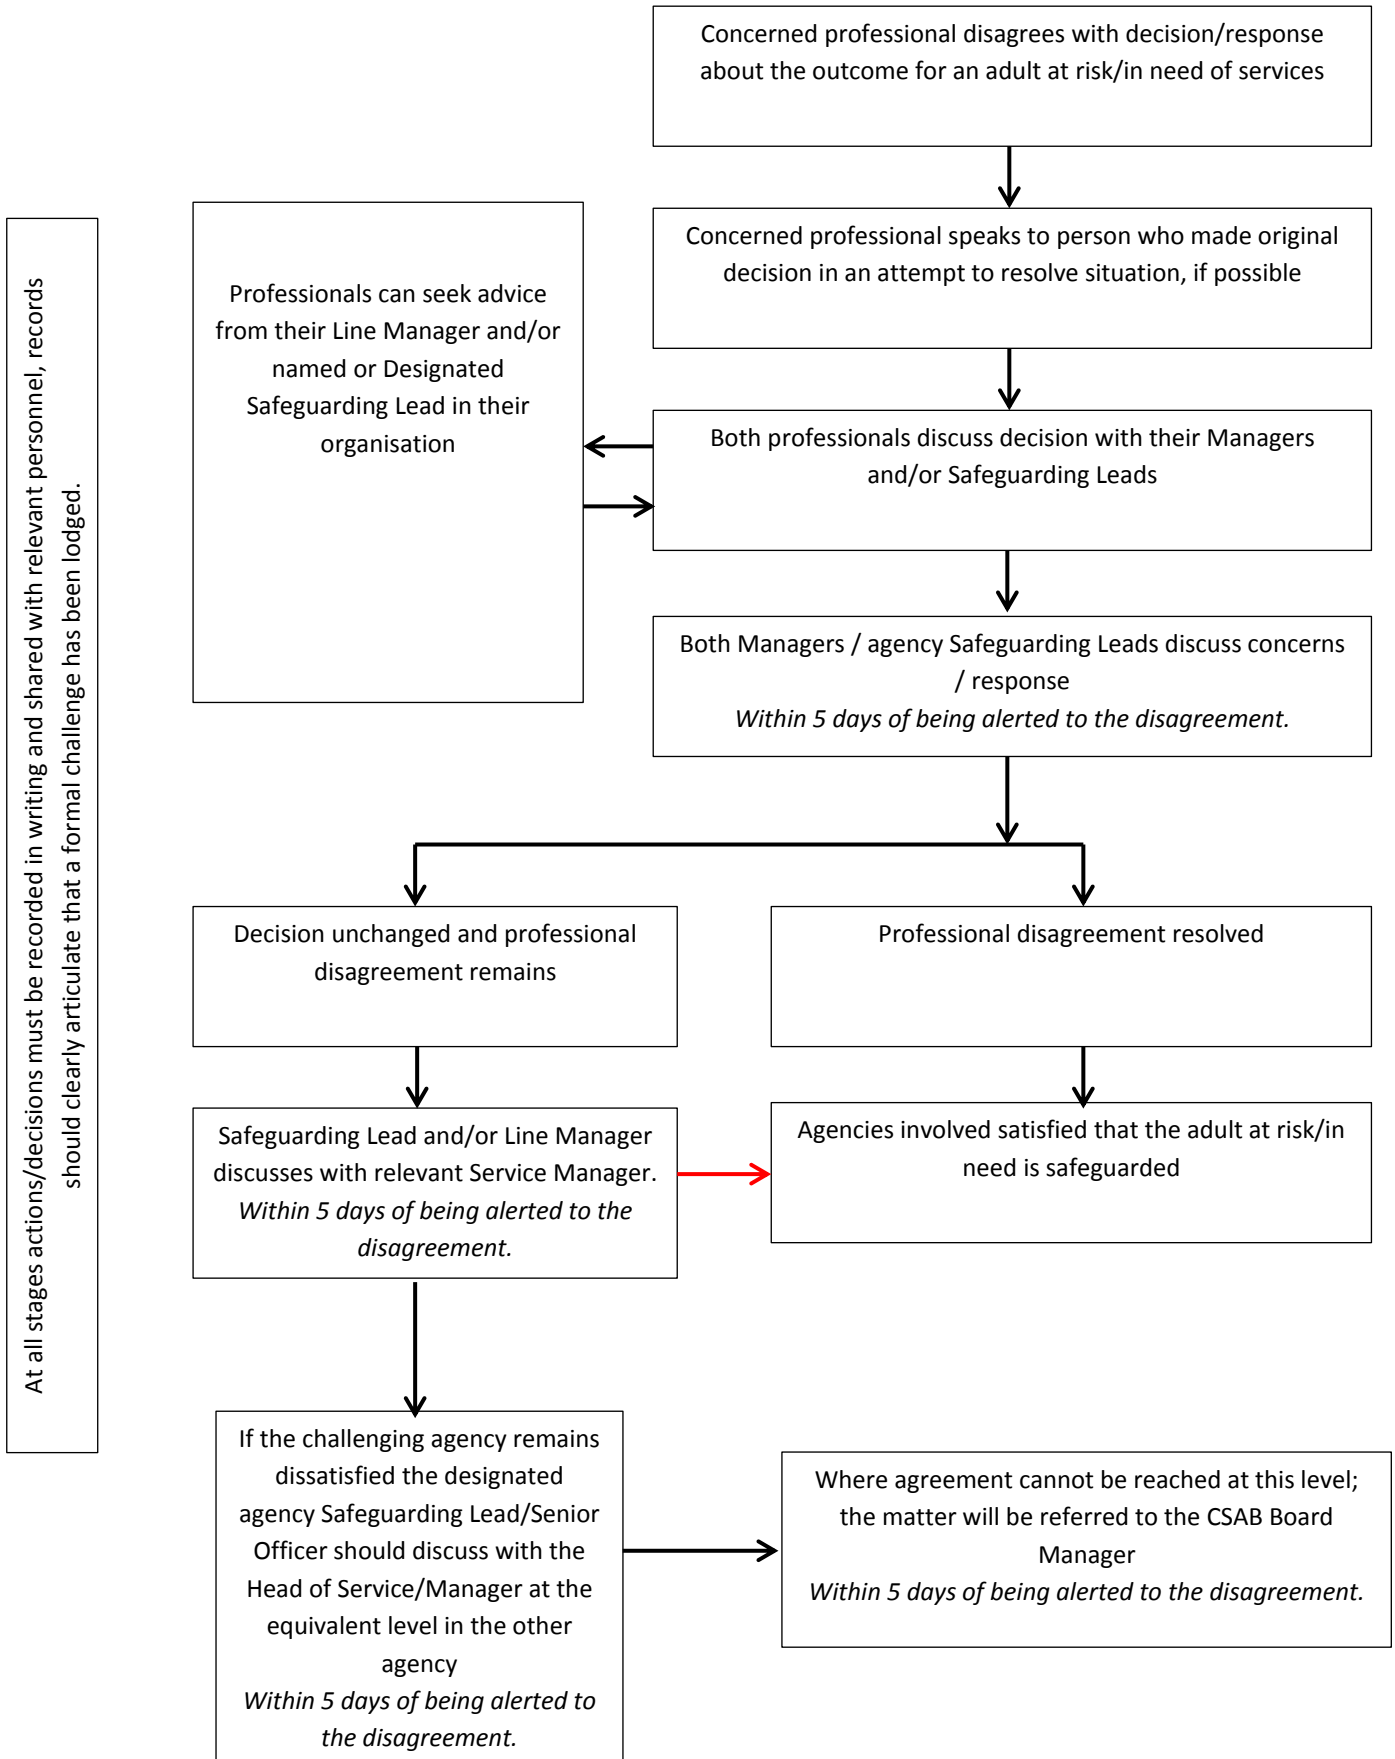 Concerned professional disagrees with decision/response
about the outcome for an adult at risk/in need of services
Concerned professional speaks to person who made original
decision in an attempt to resolve situation, if possible
At all stages actions/decisions must be recorded in writing and shared with relevant personnel, records
should clearly articulate that a formal challenge has been lodged.
Professionals can seek advice
from their Line Manager and/or
named or Designated
Safeguarding Lead in their
organisation
Both professionals discuss decision with their Managers
and/or Safeguarding Leads
Both Managers / agency Safeguarding Leads discuss concerns
/ response
Within 5 days of being alerted to the disagreement.
Decision unchanged and professional
disagreement remains
Professional disagreement resolved
Safeguarding Lead and/or Line Manager
discusses with relevant Service Manager.
Within 5 days of being alerted to the
disagreement.
Agencies involved satisfied that the adult at risk/in
need is safeguarded
If the challenging agency remains
dissatisfied the designated
agency Safeguarding Lead/Senior
Officer should discuss with the
Head of Service/Manager at the
equivalent level in the other
agency
Within 5 days of being alerted to
the disagreement.
Where agreement cannot be reached at this level;
the matter will be referred to the CSAB Board
Manager
Within 5 days of being alerted to the disagreement.